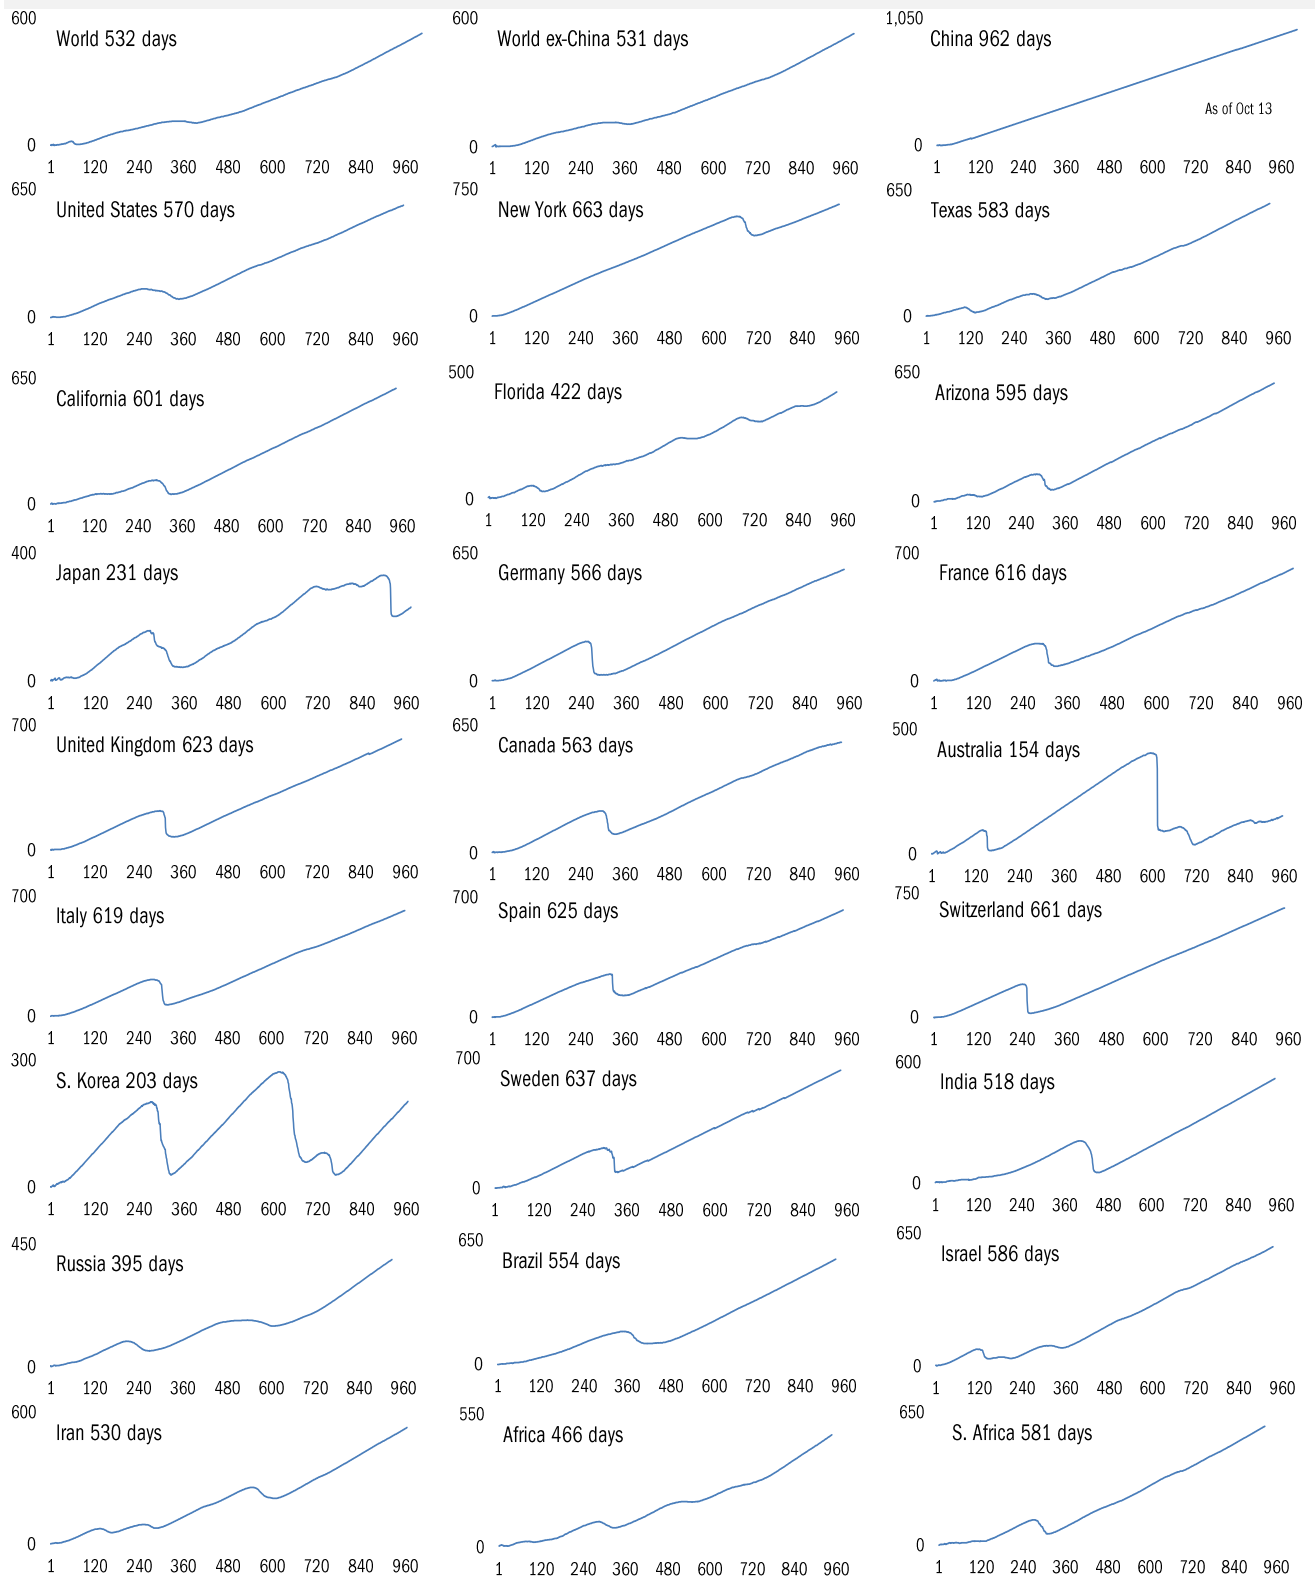 600 600 1,050
World 532 days World ex-China 531 days China 962 days
As of Oct 13
0 0 0
1 120 240 360 480 600 720 840 960 1 120 240 360 480 600 720 840 960 1 120 240 360 480 600 720 840 960
650 750 650
United States 570 days New York 663 days Texas 583 days
0 0 0
1 120 240 360 480 600 720 840 960 1 120 240 360 480 600 720 840 960 1 120 240 360 480 600 720 840 960
650 500 650
California 601 days Florida 422 days Arizona 595 days
0 0 0
1 120 240 360 480 600 720 840 960 1 120 240 360 480 600 720 840 960 1 120 240 360 480 600 720 840 960
400 650 700
Japan 231 days Germany 566 days France 616 days
0 0 0
1 120 240 360 480 600 720 840 960 1 120 240 360 480 600 720 840 960 1 120 240 360 480 600 720 840 960
700 650 500
United Kingdom 623 days Canada 563 days Australia 154 days
0 0 0
1 120 240 360 480 600 720 840 960 1 120 240 360 480 600 720 840 960 1 120 240 360 480 600 720 840 960
700 700 750
Italy 619 days Spain 625 days Switzerland 661 days
0 0 0
1 120 240 360 480 600 720 840 960 1 120 240 360 480 600 720 840 960 1 120 240 360 480 600 720 840 960
300 700 600
S. Korea 203 days Sweden 637 days India 518 days
0 0 0
1 120 240 360 480 600 720 840 960 1 120 240 360 480 600 720 840 960 1 120 240 360 480 600 720 840 960
450 650 650
Russia 395 days Brazil 554 days Israel 586 days
0 0 0
1 120 240 360 480 600 720 840 960 1 120 240 360 480 600 720 840 960 1 120 240 360 480 600 720 840 960
600 550 650
Iran 530 days Africa 466 days S. Africa 581 days
0 0 0
1 120 240 360 480 600 720 840 960 1 120 240 360 480 600 720 840 960 1 120 240 360 480 600 720 840 960